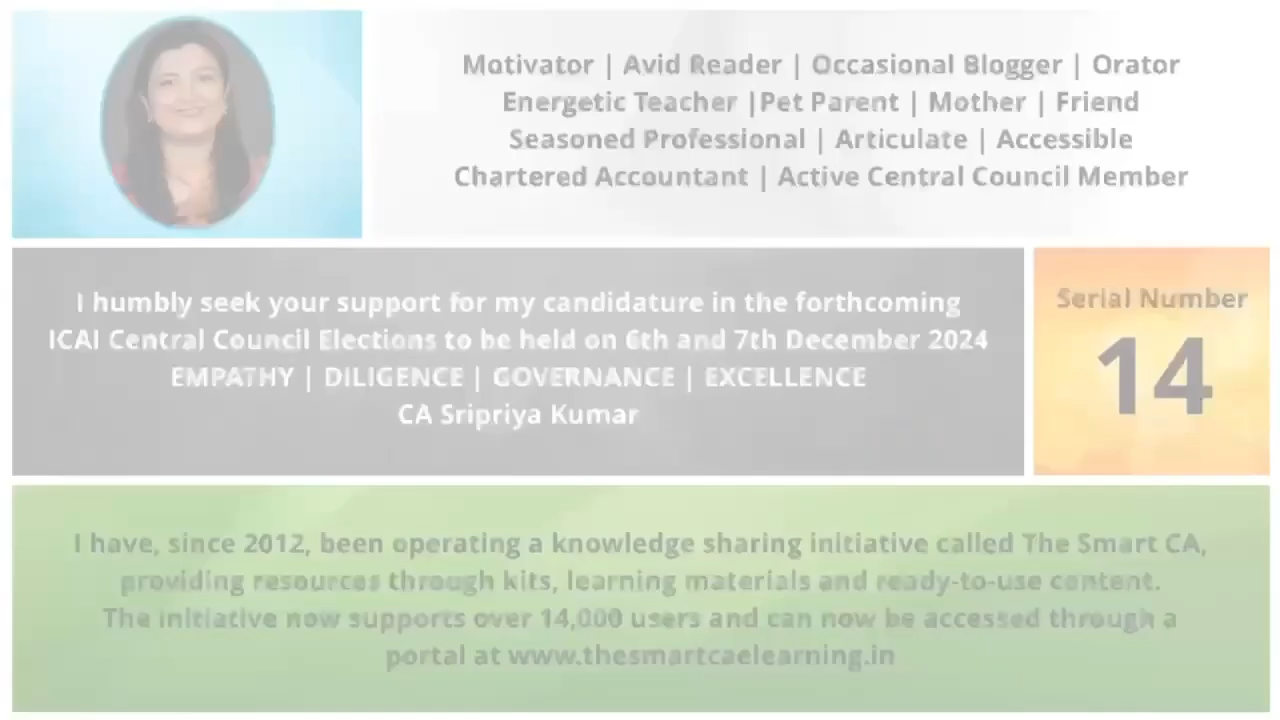 Motivator | Avid Reader | Occasional Blogger | Orator
Energetic Teacher |Pet Parent | Mother | Friend
Seasoned Professional | Articulate | Accessible
Chartered Accountant | Active Central Council Member
I humbly seek your support for my candidature in the forthcoming
ICAI Central Council Elections to be held on 6th and 7th December 2024
EMPATHY | DILIGENCE | GOVERNANCE | EXCELLENCE
CA Sripriya Kumar
Serial Number
14
I have, since 2012, been operating a knowledge sharing initiative called The Smart CA,
providing resources through kits, learning materials and ready-to-use content.
The initiative now supports over 14,000 users and can now be accessed through a
portal at www.thesmartcaelearning.in